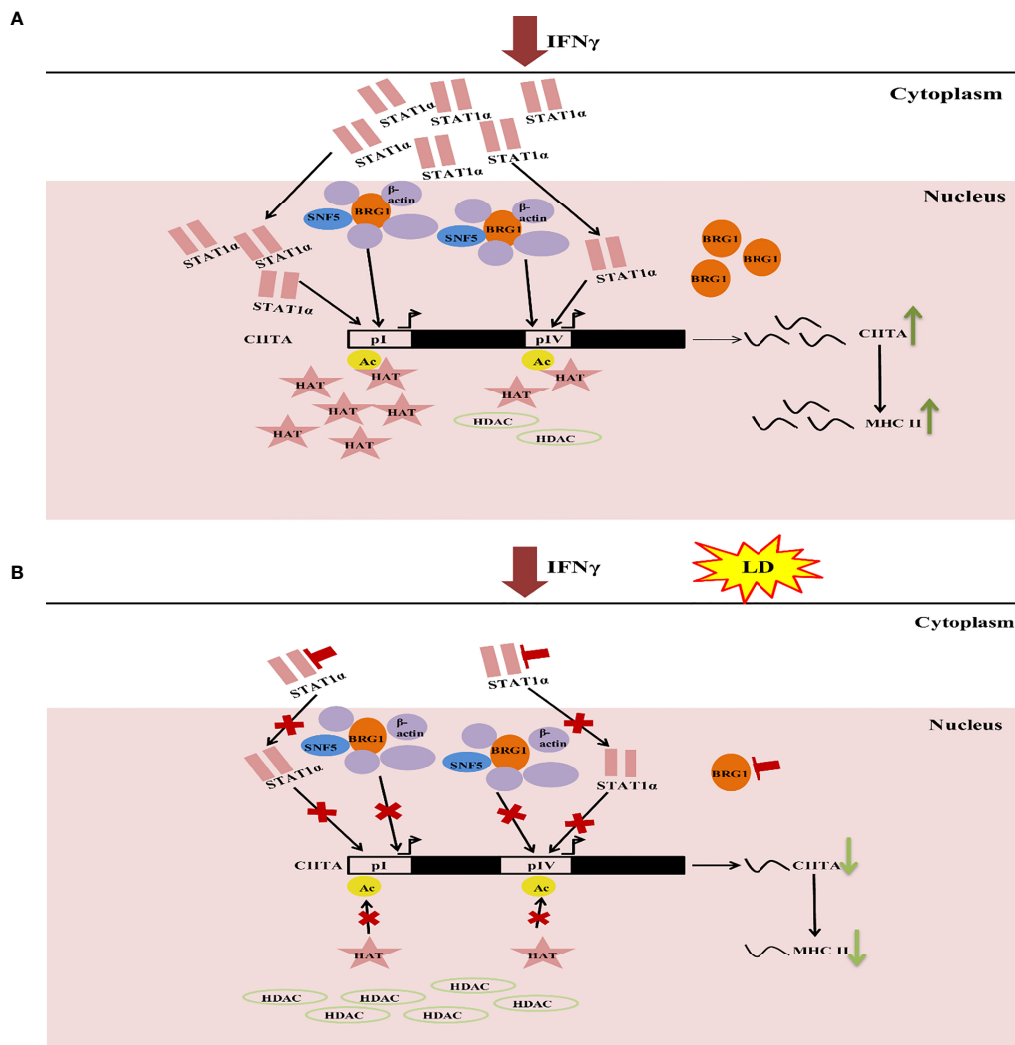 A
IFNγ
Cytoplasm
STAT1α
STAT1α
STAT1α
STAT1α
STAT1α
STAT1α
Nucleus
β-
actin
BRG1
SNF5
β-
actin
BRG1
SNF5
STAT1α
STAT1α
STAT1α
STAT1α
BRG1
BRG1
BRG1
CIITA
pI
pIV
CIITA
Ac
HAT
HAT
HAT
HAT
HAT
HAT
Ac
HAT
HAT
HDAC
HDAC
MHC II
B
IFNγ
LD
Cytoplasm
STAT1α
STAT1α
Nucleus
β-
actin
BRG1
SNF5
β-
actin
BRG1
SNF5
STAT1α
STAT1α
BRG1
CIITA
pI
pIV
CIITA
Ac
Ac
HAT
HAT
MHC II
HDAC
HDAC
HDAC
HDAC
HDAC
HDAC